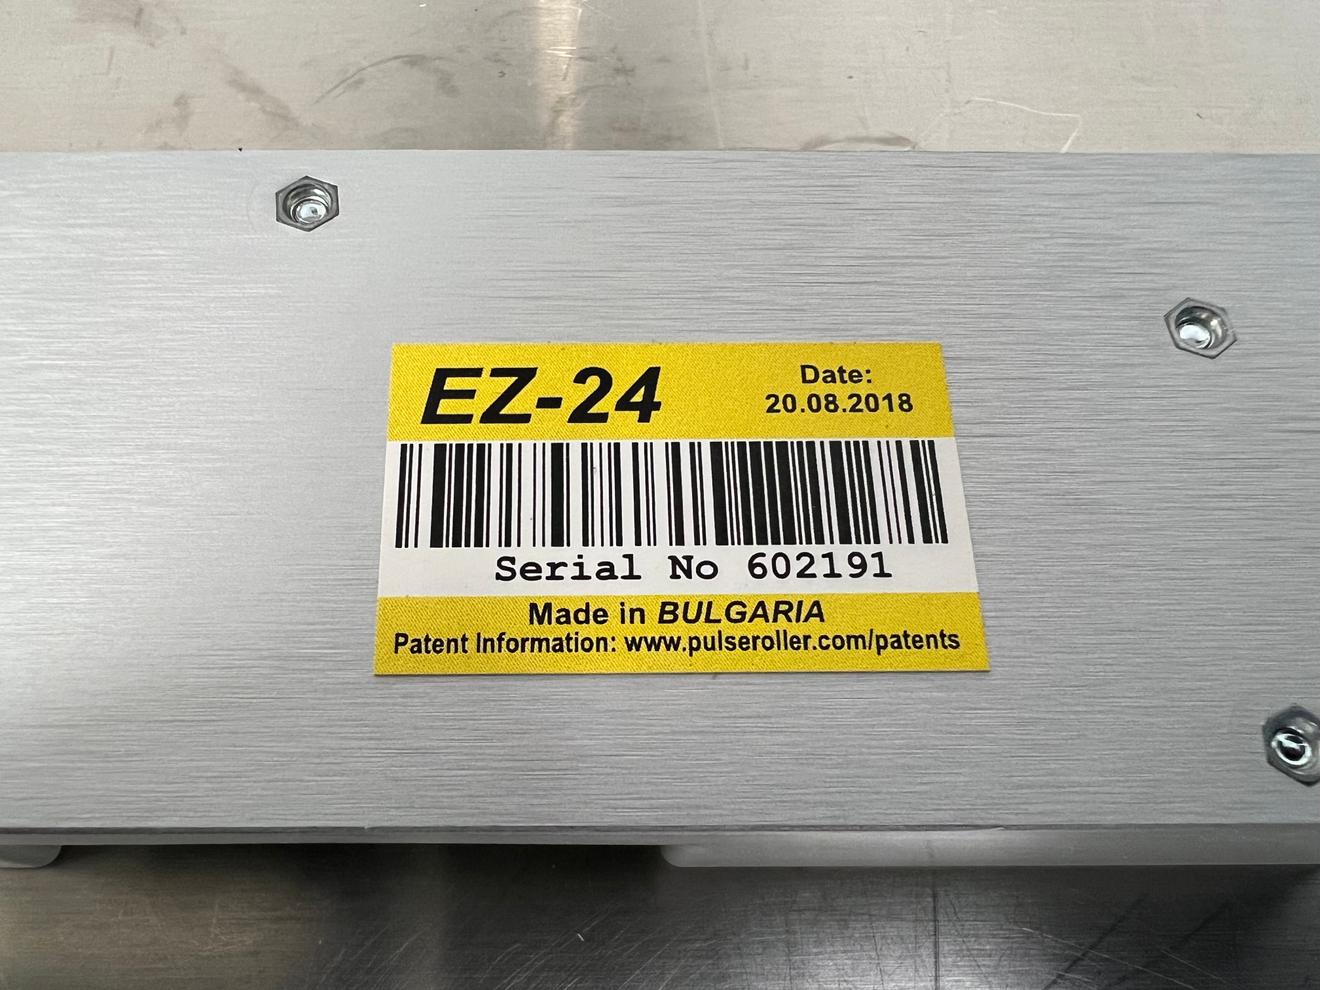 EZ-24
Date:
20.08.2018
Serial No 602191
Made in BULGARIA
Patent Information: www.pulseroller.com/patents